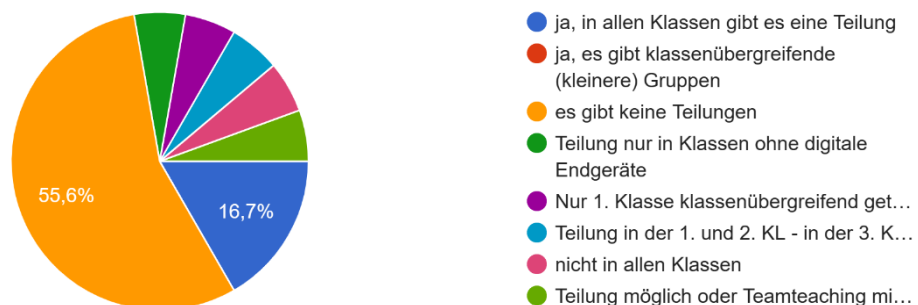 55,6%
16,7%
ja, in allen Klassen gibt es eine Teilung
ja, es gibt klassenübergreifende
(kleinere) Gruppen
es gibt keine Teilungen
Teilung nur in Klassen ohne digitale
Endgeräte
Nur 1. Klasse klassenübergreifend get…
Teilung in der 1. und 2. KL - in der 3. K…
nicht in allen Klassen
Teilung möglich oder Teamteaching mi…